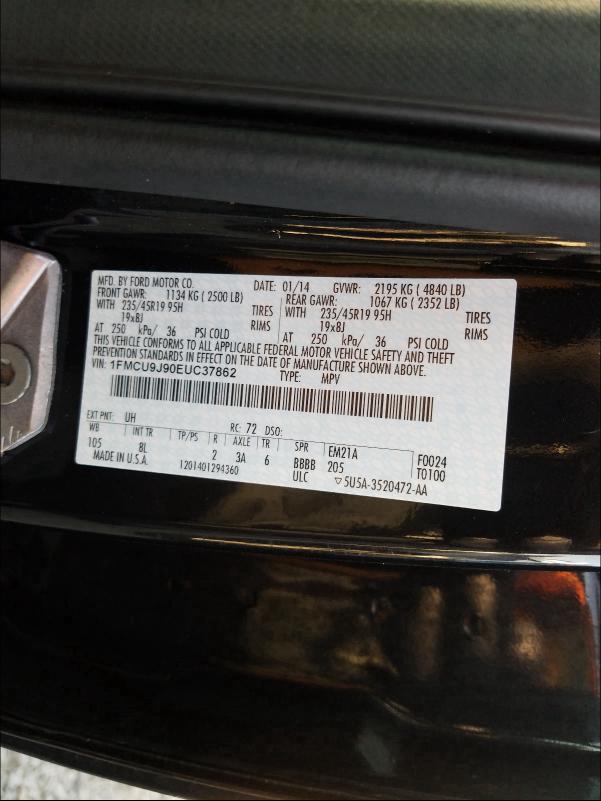 MFD. BY FORD MOTOR CO.
DATE: 01/14 GVWR: 2195 KG ( 4840 LB)
FRONT GAWR: 1134 KG ( 2500 LB) REAR GAWR: 1067 KG ( 2352 LB)
WITH 235/45R19 95H TIRES WITH 235/45R19 95H TIRES
19x8J RIMS 19x8J RIMS
AT 250 kPa/ 36 PSI COLD AT 250 kPa/ 36 PSI COLD
THIS VEHICLE CONFORMS TO ALL APPLICABLE FEDERAL MOTOR VEHICLE SAFETY AND THEFT
PREVENTION STANDARDS IN EFFECT ON THE DATE OF MANUFACTURE SHOWN ABOVE.
VIN: 1FMCU9J90EUC37862 TYPE: MPV
EXT PNT: UH RC: 72 DSO:
WB INT TR TP/PS R AXLE TR SPR EM21A F0024
105 8L 2 3A 6 BBBB 205 T0100
MADE IN U.S.A. 1201401294360 ULC ▽5U5A-3520472-AA